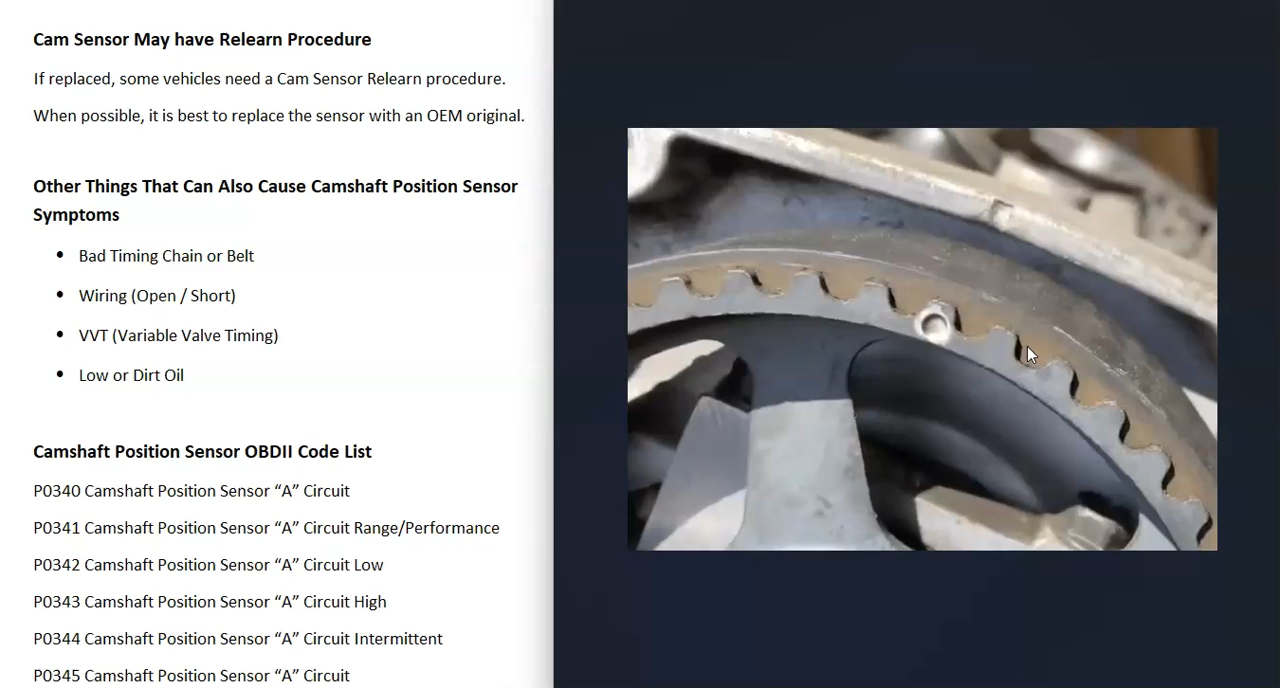 Cam Sensor May have Relearn Procedure
If replaced, some vehicles need a Cam Sensor Relearn procedure.
When possible, it is best to replace the sensor with an OEM original.
Other Things That Can Also Cause Camshaft Position Sensor
Symptoms
• Bad Timing Chain or Belt
• Wiring (Open / Short)
• VVT (Variable Valve Timing)
• Low or Dirt Oil
Camshaft Position Sensor OBDII Code List
P0340 Camshaft Position Sensor “A” Circuit
P0341 Camshaft Position Sensor “A” Circuit Range/Performance
P0342 Camshaft Position Sensor “A” Circuit Low
P0343 Camshaft Position Sensor “A” Circuit High
P0344 Camshaft Position Sensor “A” Circuit Intermittent
P0345 Camshaft Position Sensor “A” Circuit